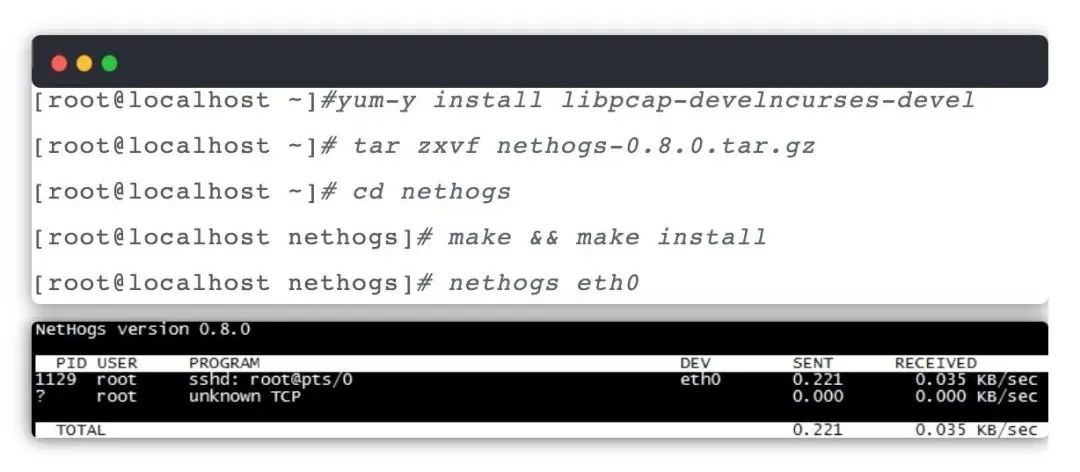 [root@localhost ~]#yum-y install libpcap-develncurses-devel
[root@localhost ~]# tar zxvf nethogs-0.8.0.tar.gz
[root@localhost ~]# cd nethogs
[root@localhost nethogs]# make && make install
[root@localhost nethogs]# nethogs eth0
NetHogs version 0.8.0
PID USER PROGRAM DEV SENT RECEIVED
1129 root sshd: root@pts/0 eth0 0.221 0.035 KB/sec
? root unknown TCP 0.000 0.000 KB/sec
TOTAL 0.221 0.035 KB/sec